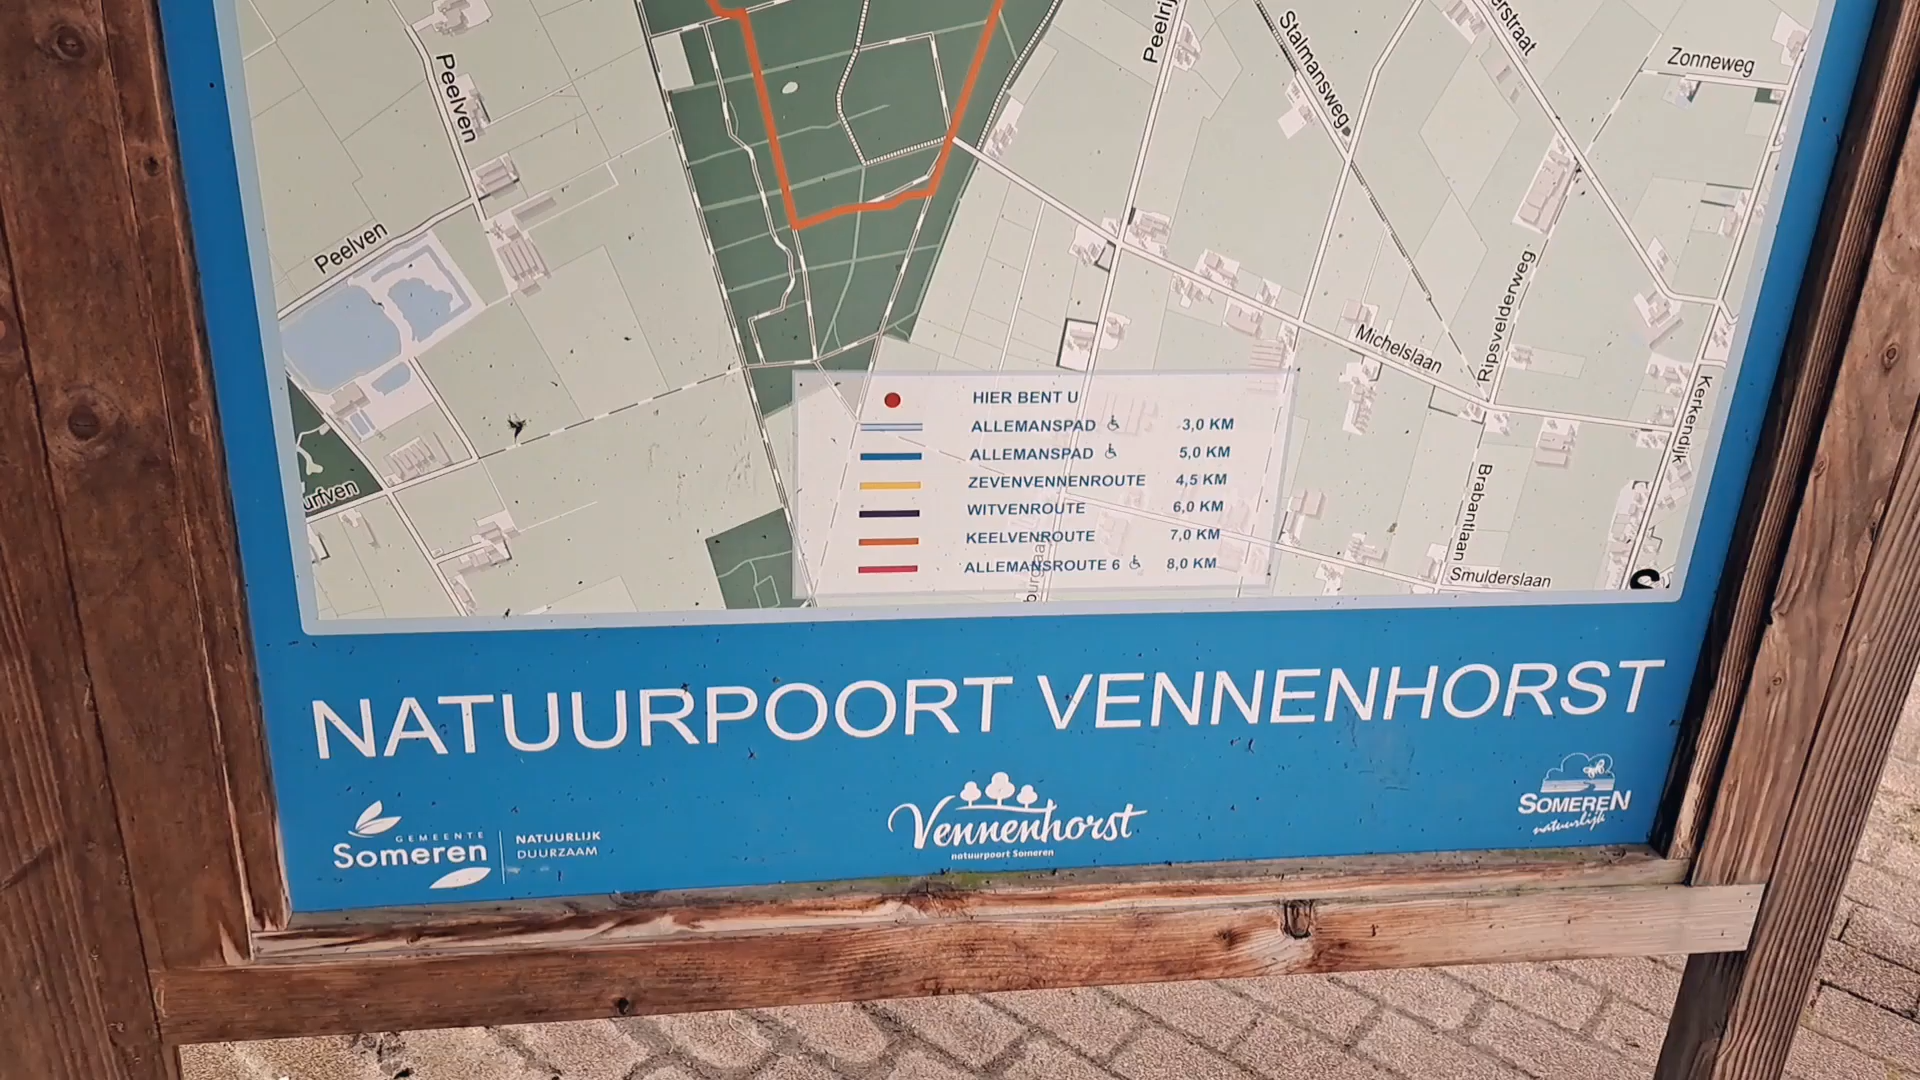 Peelven
Stalmansweg
Zonneweg
Peelven
Ripsvelderweg
Michelslaan
Kerkendijk
HIER BENT U
ALLEMANSPAD 3,0 KM
ALLEMANSPAD 5,0 KM
ZEVENVENNENROUTE 4,5 KM
WITVENROUTE 6,0 KM
KEELVENROUTE 7,0 KM
ALLEMANSROUTE 6 8,0 KM
Brabantlaan
Smulderslaan
NATUURPOORT VENNENHORST
GEMEENTE
Someren
NATUURLIJK
DUURZAAM
Vennenhorst
natuurpoort Someren
SOMEREN
natuurlijk